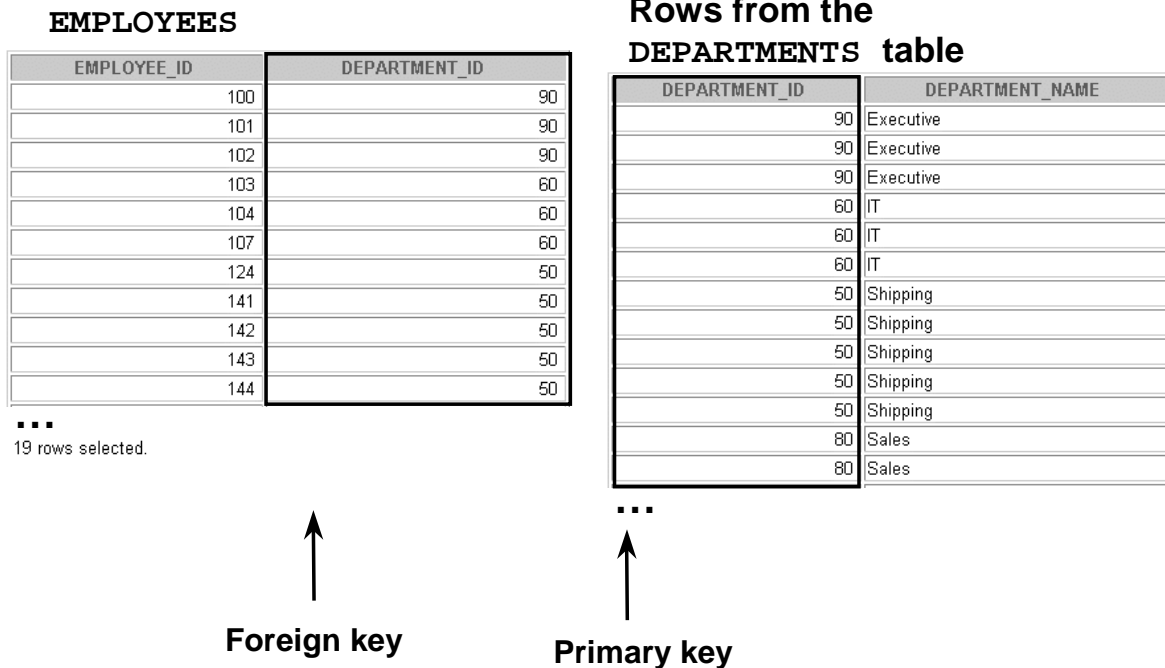 EMPLOYEES
EMPLOYEE_ID DEPARTMENT_ID
100 90
101 90
102 90
103 60
104 60
107 60
124 50
141 50
142 50
143 50
144 50
...
19 rows selected.
Foreign key
Rows from the
DEPARTMENTS table
DEPARTMENT_ID DEPARTMENT_NAME
90 Executive
90 Executive
90 Executive
60 IT
60 IT
60 IT
50 Shipping
50 Shipping
50 Shipping
50 Shipping
50 Shipping
80 Sales
80 Sales
...
Primary key